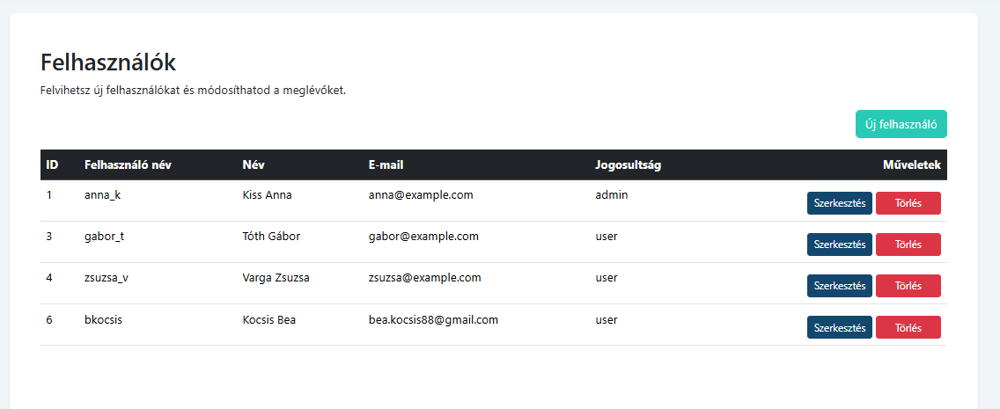 Felhasználók
Felvihetsz új felhasználókat és módosíthatod a meglévőket.
Új felhasználó
ID Felhasználó név Név E-mail Jogosultság Műveletek
1 anna_k Kiss Anna anna@example.com admin Szerkesztés Törlés
3 gabor_t Tóth Gábor gabor@example.com user Szerkesztés Törlés
4 zsuzsa_v Varga Zsuzsa zsuzsa@example.com user Szerkesztés Törlés
6 bkocsis Kocsis Bea bea.kocsis88@gmail.com user Szerkesztés Törlés